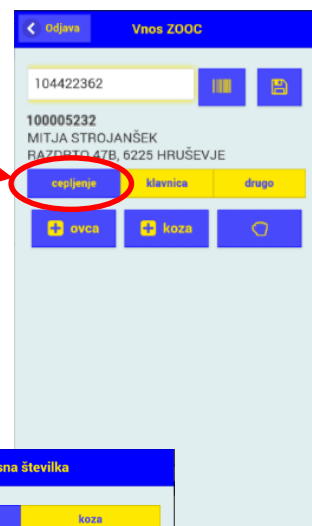 Odjava Vnos ZOOC
104422362
100005232
MITJA STROJANŠEK
RAZDRTO 47B, 6225 HRUŠEVJE
cepljenje klavnica drugo
ovca koza
sna številka
koza